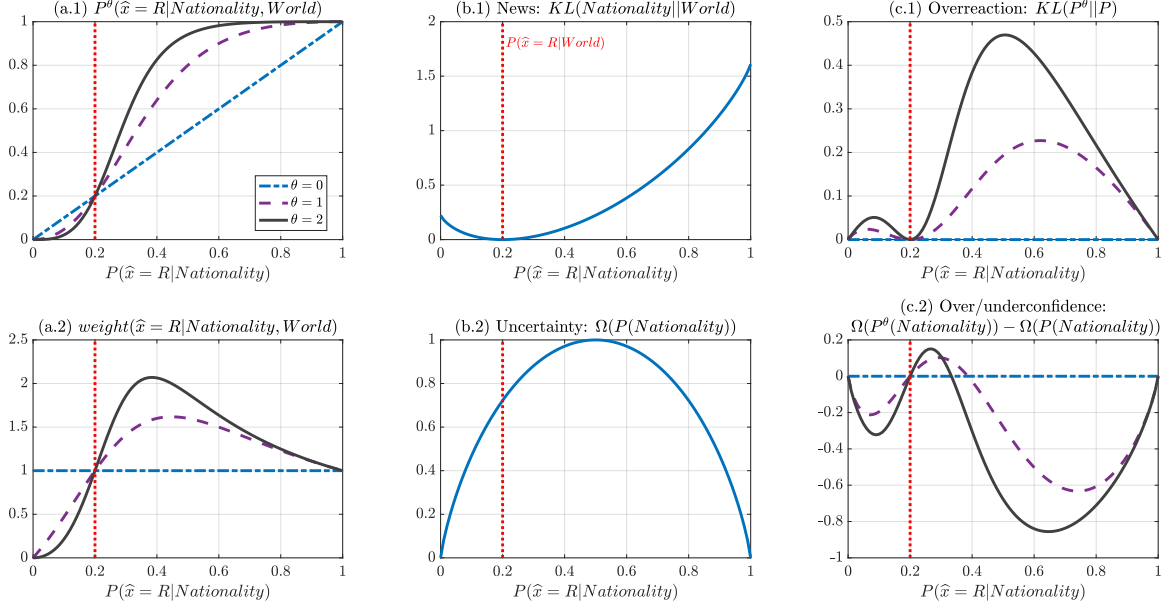 (a.1) P^θ(x̂ = R|Nationality, World)
1
0.8
0.6
0.4
0.2
0
θ = 0
θ = 1
θ = 2
0 0.2 0.4 0.6 0.8 1
P(x̂ = R|Nationality)
(b.1) News: KL(Nationality||World)
2
1.5
1
0.5
0
P(x̂ = R|World)
0 0.2 0.4 0.6 0.8 1
P(x̂ = R|Nationality)
(c.1) Overreaction: KL(P^θ||P)
0.5
0.4
0.3
0.2
0.1
0
0 0.2 0.4 0.6 0.8 1
P(x̂ = R|Nationality)
(a.2) weight(x̂ = R|Nationality, World)
2.5
2
1.5
1
0.5
0
0 0.2 0.4 0.6 0.8 1
P(x̂ = R|Nationality)
(b.2) Uncertainty: Ω(P(Nationality))
1
0.8
0.6
0.4
0.2
0
0 0.2 0.4 0.6 0.8 1
P(x̂ = R|Nationality)
(c.2) Over/underconfidence:
Ω(P^θ(Nationality)) − Ω(P(Nationality))
0.2
0
-0.2
-0.4
-0.6
-0.8
-1
0 0.2 0.4 0.6 0.8 1
P(x̂ = R|Nationality)